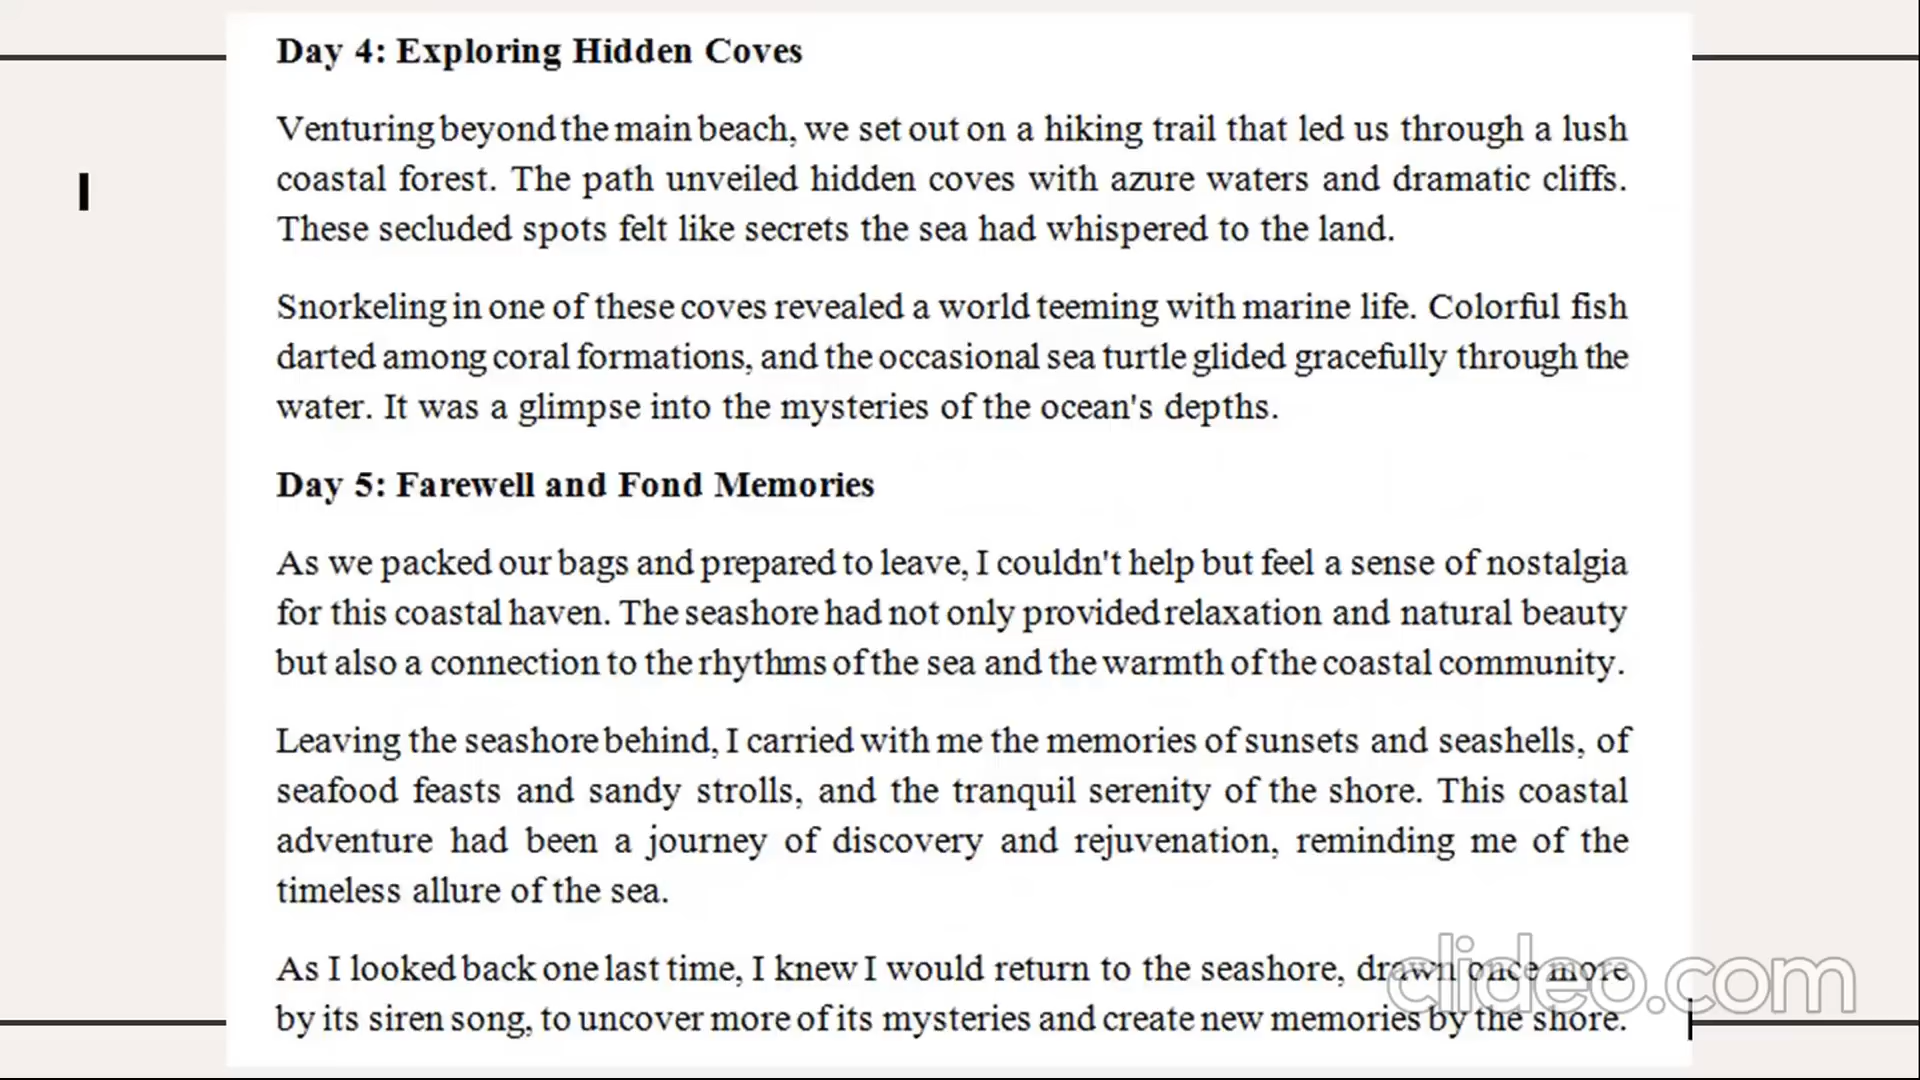 Day 4: Exploring Hidden Coves
Venturing beyond the main beach, we set out on a hiking trail that led us through a lush
coastal forest. The path unveiled hidden coves with azure waters and dramatic cliffs.
These secluded spots felt like secrets the sea had whispered to the land.
Snorkeling in one of these coves revealed a world teeming with marine life. Colorful fish
darted among coral formations, and the occasional sea turtle glided gracefully through the
water. It was a glimpse into the mysteries of the ocean's depths.
Day 5: Farewell and Fond Memories
As we packed our bags and prepared to leave, I couldn't help but feel a sense of nostalgia
for this coastal haven. The seashore had not only provided relaxation and natural beauty
but also a connection to the rhythms of the sea and the warmth of the coastal community.
Leaving the seashore behind, I carried with me the memories of sunsets and seashells, of
seafood feasts and sandy strolls, and the tranquil serenity of the shore. This coastal
adventure had been a journey of discovery and rejuvenation, reminding me of the
timeless allure of the sea.
As I looked back one last time, I knew I would return to the seashore, drawn once more
by its siren song, to uncover more of its mysteries and create new memories by the shore.
clideo.com